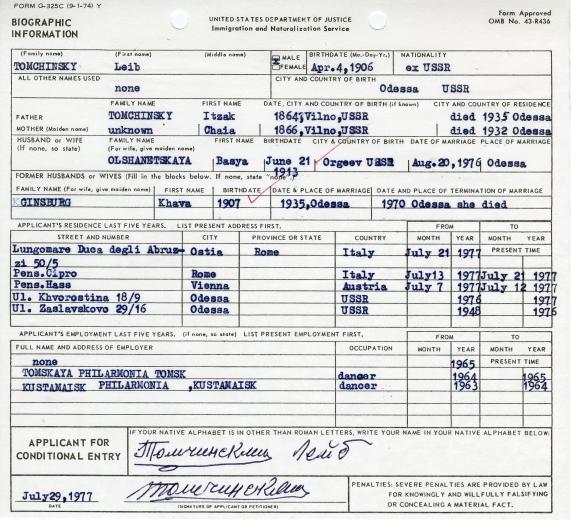 FORM G-325C (9-1-74) Y
Form Approved
OMB No. 43-R436
BIOGRAPHIC
INFORMATION
UNITED STATES DEPARTMENT OF JUSTICE
Immigration and Naturalization Service
(Family name) (First name) (Middle name) MALE FEMALE BIRTHDATE (Mo.-Day-Yr.) NATIONALITY
TOMCHINSKY Leib Apr.4,1906 ex USSR
ALL OTHER NAMES USED CITY AND COUNTRY OF BIRTH
none Odessa USSR
FAMILY NAME FIRST NAME DATE, CITY AND COUNTRY OF BIRTH (If known) CITY AND COUNTRY OF RESIDENCE
FATHER TOMCHINSKY Itzak 1864,Vilno,USSR died 1935 Odessa
MOTHER (Maiden name) unknown Chaia 1866,Vilno,USSR died 1932 Odessa
HUSBAND or WIFE (If none, so state) FAMILY NAME (For wife, give maiden name) FIRST NAME BIRTHDATE CITY & COUNTRY OF BIRTH DATE OF MARRIAGE PLACE OF MARRIAGE
OLSHANETSKAYA Basya June 21 1913 Orgeev USSR Aug.20,1976 Odessa
FORMER HUSBANDS or WIVES (Fill in the blocks below. If none, state "none".)
FAMILY NAME (For wife, give maiden name) FIRST NAME BIRTHDATE DATE & PLACE OF MARRIAGE DATE AND PLACE OF TERMINATION OF MARRIAGE
GINSBURG Khava 1907 1935,Odessa 1970 Odessa she died
APPLICANT'S RESIDENCE LAST FIVE YEARS. LIST PRESENT ADDRESS FIRST. FROM TO
STREET AND NUMBER CITY PROVINCE OR STATE COUNTRY MONTH YEAR MONTH YEAR
Lungomare Duca degli Abruz- Ostia Rome Italy July 21 1977 PRESENT TIME
zi 50/5
Pens.Cipro Rome Italy July13 1977 July 21 1977
Pens.Hass Vienna Austria July 7 1977 July 12 1977
Ul. Khvorostina 18/9 Odessa USSR 1976 1977
Ul. Zaslavskovo 29/16 Odessa USSR 1948 1976
APPLICANT'S EMPLOYMENT LAST FIVE YEARS. (if none, so state) LIST PRESENT EMPLOYMENT FIRST. FROM TO
FULL NAME AND ADDRESS OF EMPLOYER OCCUPATION MONTH YEAR MONTH YEAR
none 1965 PRESENT TIME
TOMSKAYA PHILARMONIA TOMSK dancer 1964 1965
KUSTAMAISK PHILARMONIA ,KUSTAMAISK dancer 1963 1964
APPLICANT FOR
CONDITIONAL ENTRY
IF YOUR NATIVE ALPHABET IS IN OTHER THAN ROMAN LETTERS, WRITE YOUR NAME IN YOUR NATIVE ALPHABET BELOW:
Томчинский Лейб
July29,1977
DATE
Томчинский
(SIGNATURE OF APPLICANT OR PETITIONER)
PENALTIES: SEVERE PENALTIES ARE PROVIDED BY LAW
FOR KNOWINGLY AND WILLFULLY FALSIFYING
OR CONCEALING A MATERIAL FACT.